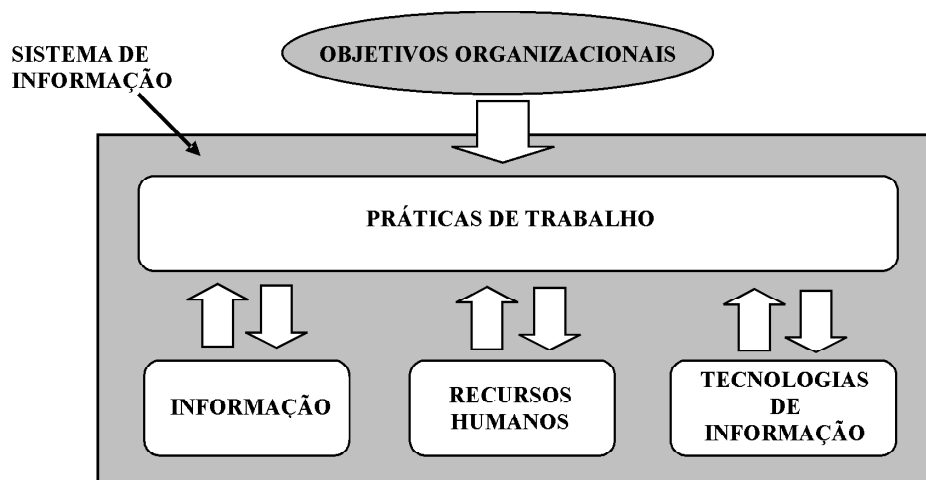 SISTEMA DE
INFORMAÇÃO
OBJETIVOS ORGANIZACIONAIS
PRÁTICAS DE TRABALHO
INFORMAÇÃO
RECURSOS
HUMANOS
TECNOLOGIAS
DE
INFORMAÇÃO